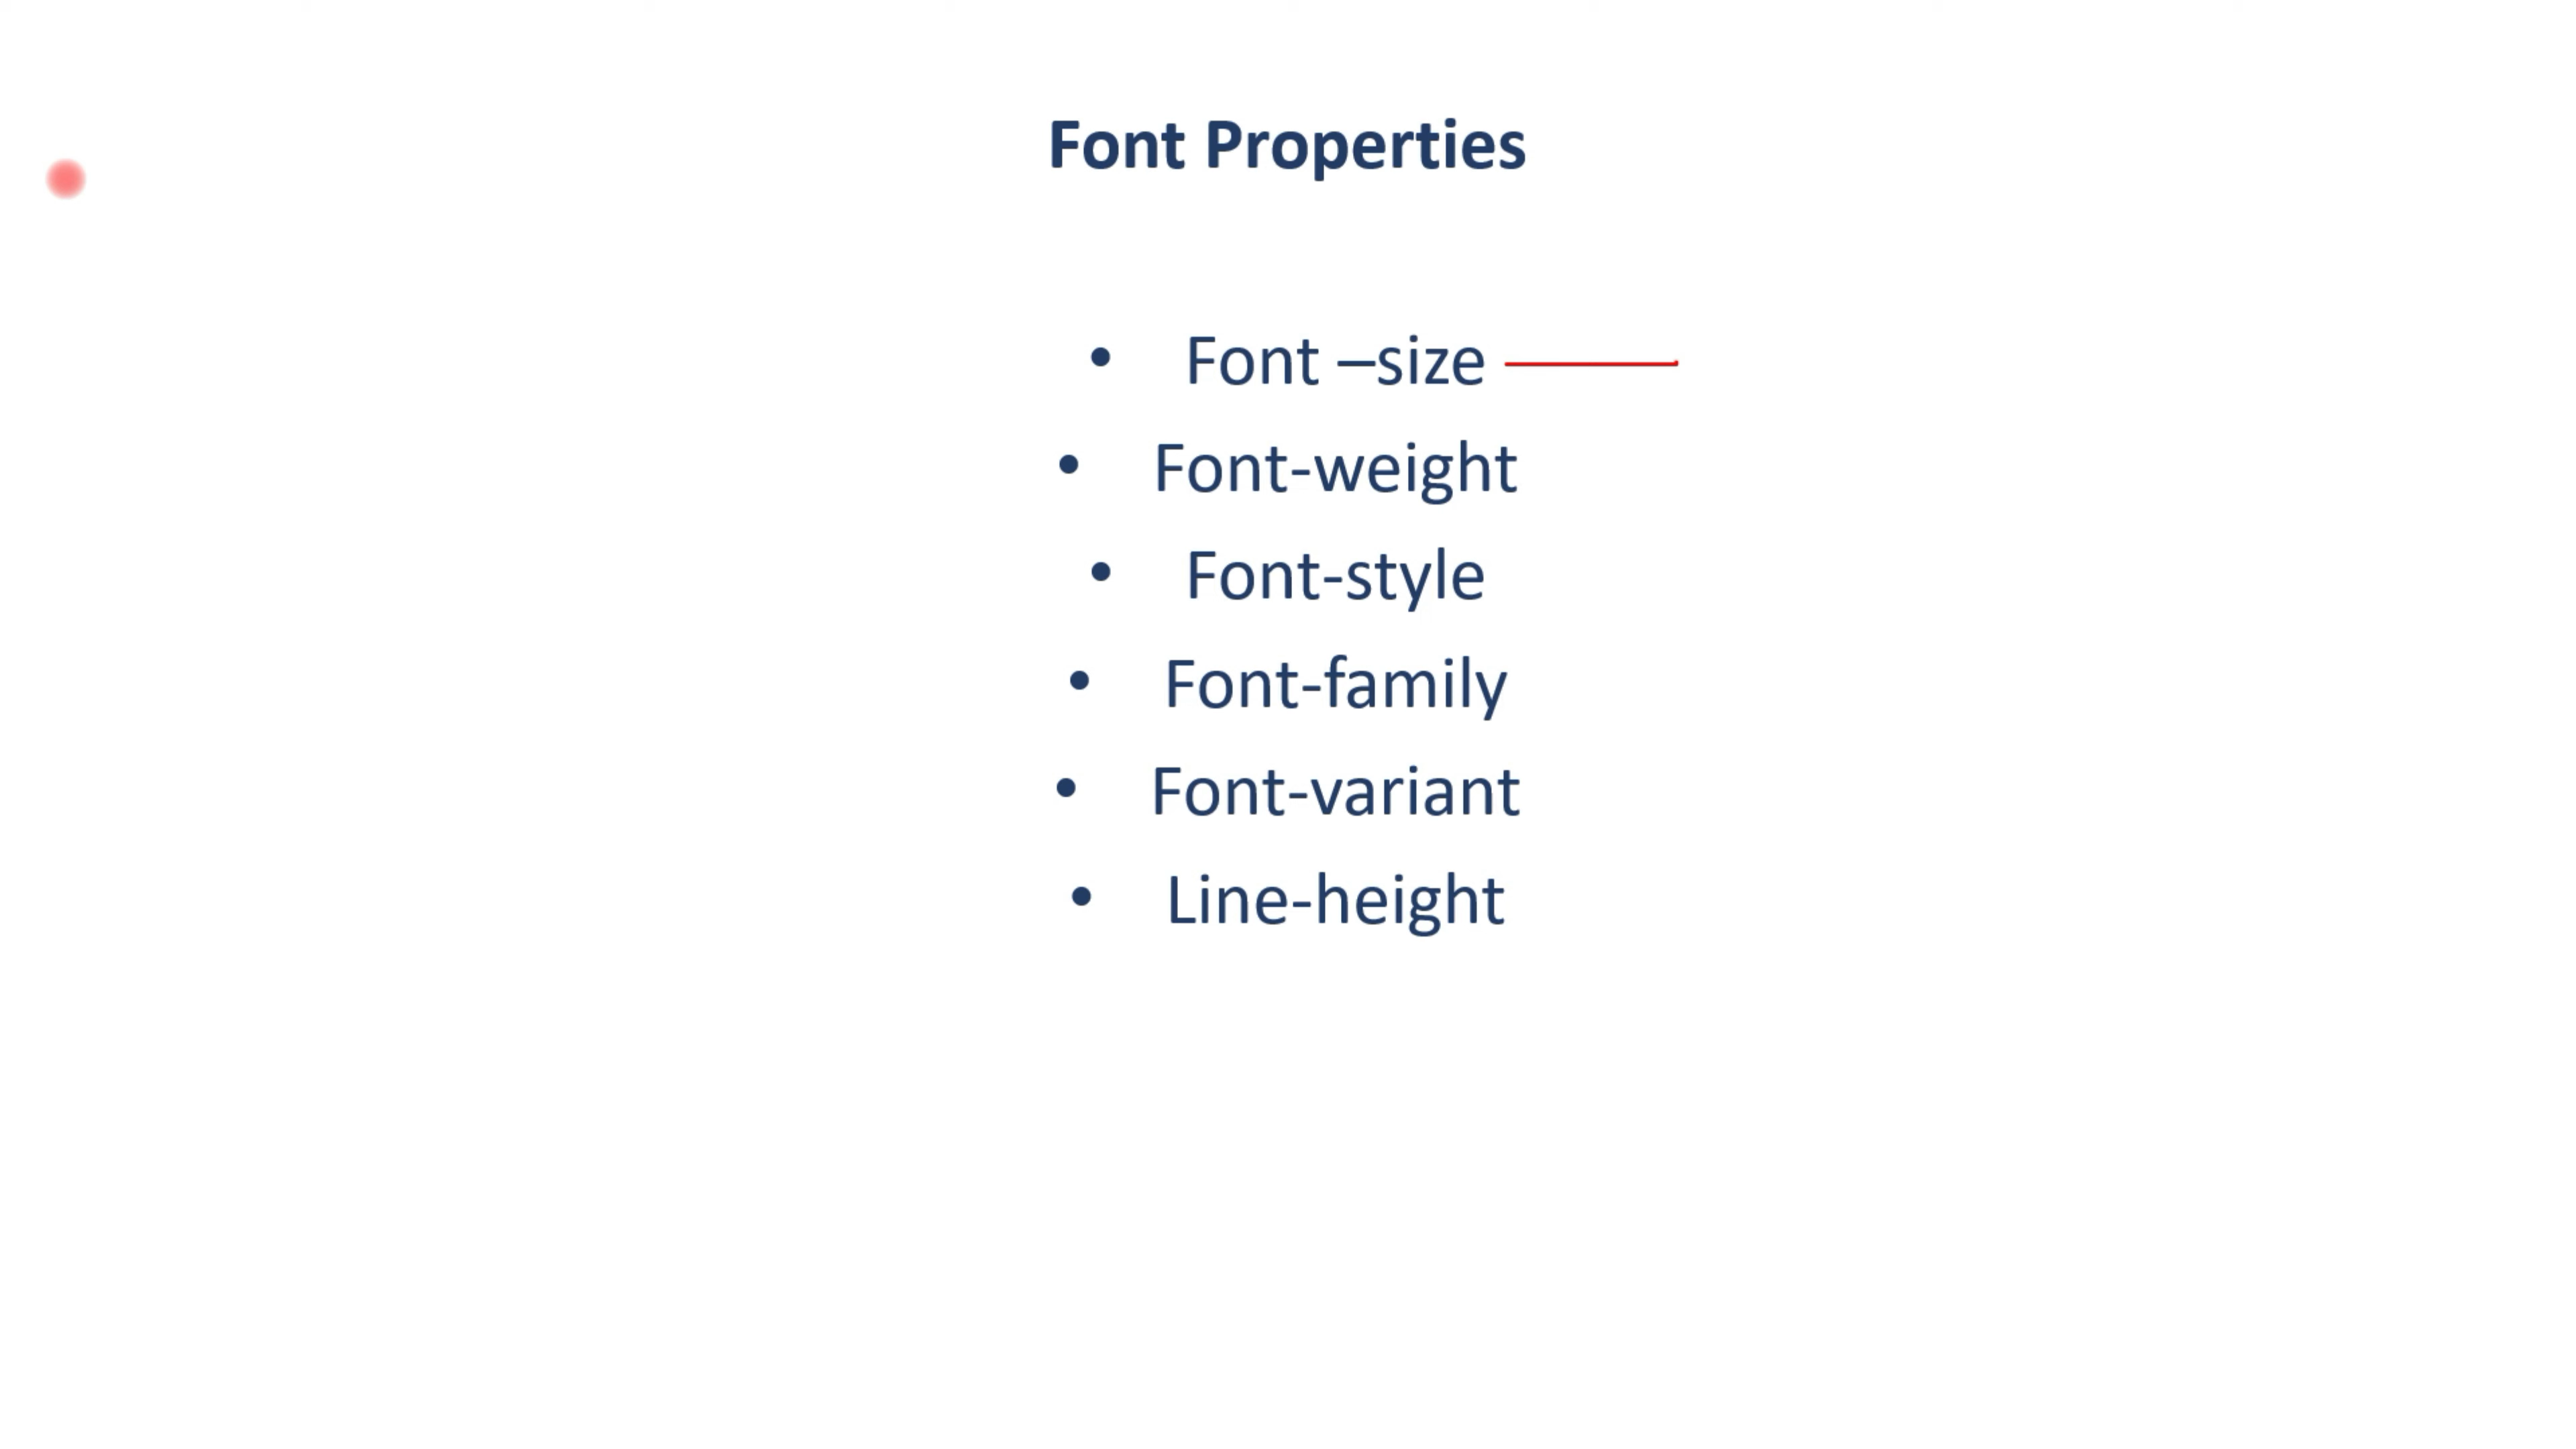 Font Properties
• Font –size
• Font-weight
• Font-style
• Font-family
• Font-variant
• Line-height